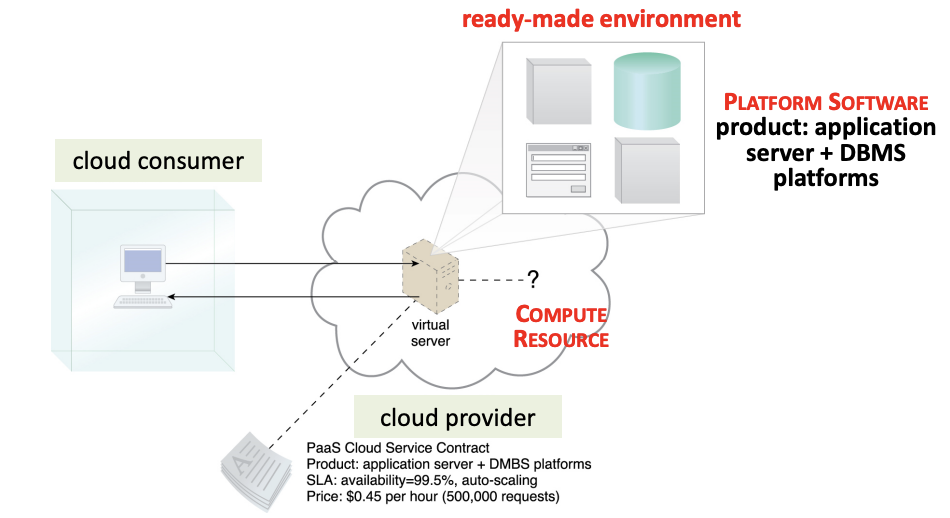 ready-made environment
PLATFORM SOFTWARE
product: application
server + DBMS
platforms
cloud consumer
?
COMPUTE
RESOURCE
virtual
server
cloud provider
A
PaaS Cloud Service Contract
Product: application server + DMBS platforms
SLA: availability=99.5%, auto-scaling
Price: $0.45 per hour (500,000 requests)